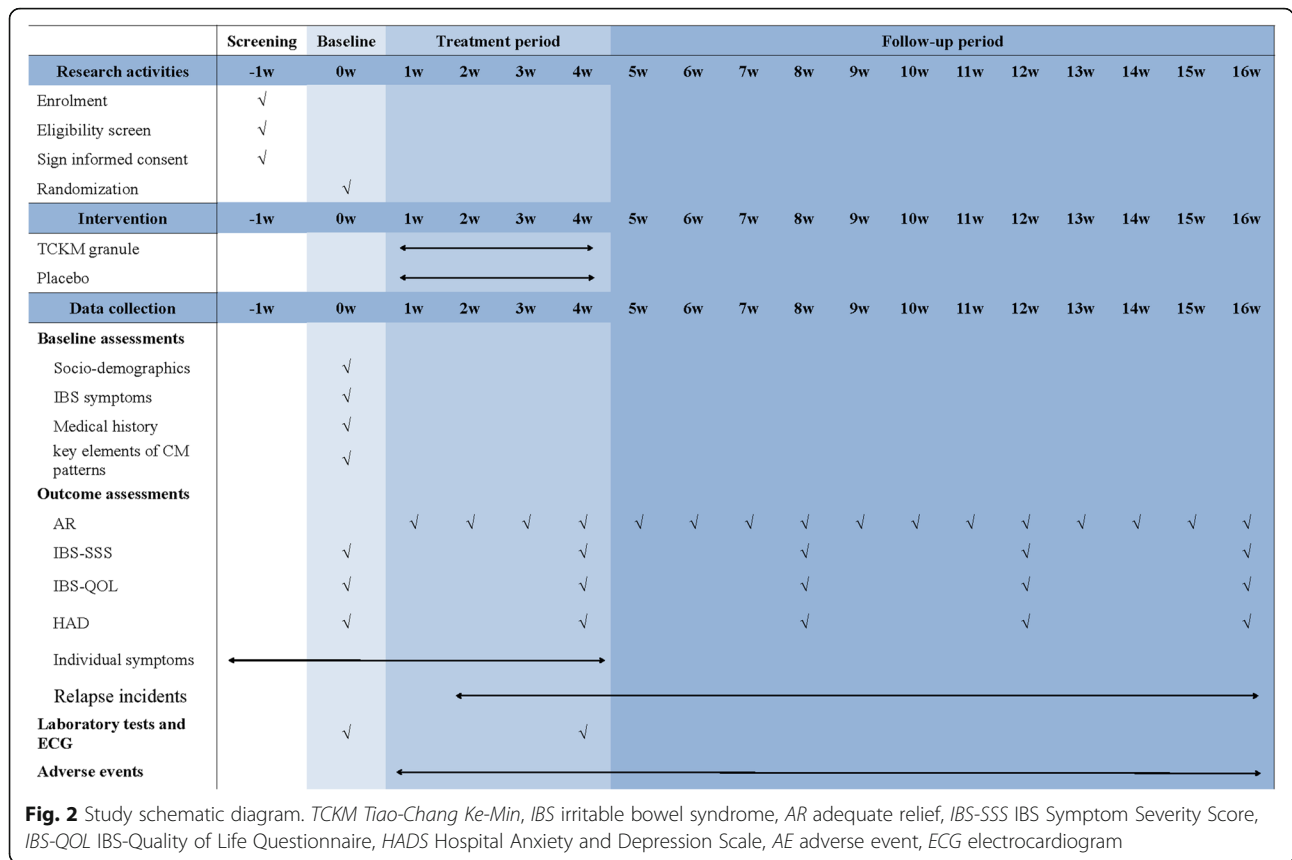 Screening Baseline Treatment period Follow-up period
Research activities -1w 0w 1w 2w 3w 4w 5w 6w 7w 8w 9w 10w 11w 12w 13w 14w 15w 16w
Enrolment √
Eligibility screen √
Sign informed consent √
Randomization √
Intervention -1w 0w 1w 2w 3w 4w 5w 6w 7w 8w 9w 10w 11w 12w 13w 14w 15w 16w
TCKM granule
Placebo
Data collection -1w 0w 1w 2w 3w 4w 5w 6w 7w 8w 9w 10w 11w 12w 13w 14w 15w 16w
Baseline assessments
Socio-demographics √
IBS symptoms √
Medical history √
key elements of CM
patterns √
Outcome assessments
AR √ √ √ √ √ √ √ √ √ √ √ √ √ √ √ √
IBS-SSS √ √ √ √ √
IBS-QOL √ √ √ √ √
HAD √ √ √ √ √
Individual symptoms
Relapse incidents
Laboratory tests and
ECG √ √
Adverse events
Fig. 2 Study schematic diagram. TCKM Tiao-Chang Ke-Min, IBS irritable bowel syndrome, AR adequate relief, IBS-SSS IBS Symptom Severity Score,
IBS-QOL IBS-Quality of Life Questionnaire, HADS Hospital Anxiety and Depression Scale, AE adverse event, ECG electrocardiogram